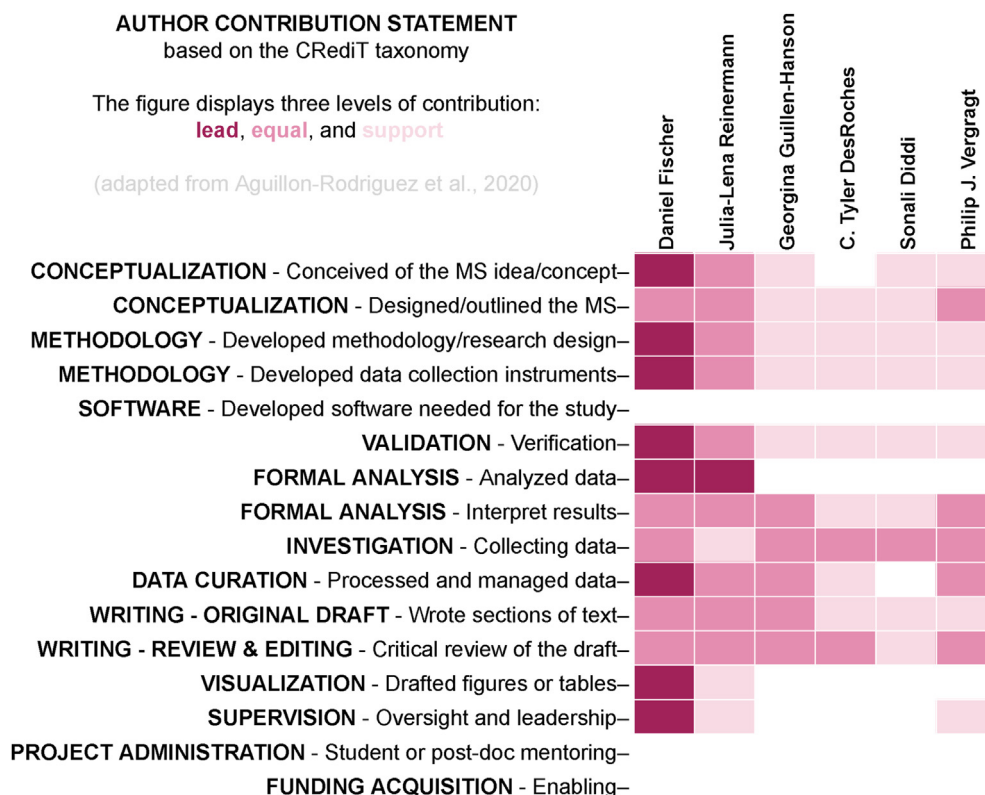 AUTHOR CONTRIBUTION STATEMENT
based on the CRediT taxonomy
The figure displays three levels of contribution:
lead, equal, and support
(adapted from Aguillon-Rodriguez et al., 2020)
Daniel Fischer
Julia-Lena Reinermann
Georgina Guillen-Hanson
C. Tyler DesRoches
Sonali Diddi
Philip J. Vergragt
CONCEPTUALIZATION - Conceived of the MS idea/concept–
CONCEPTUALIZATION - Designed/outlined the MS–
METHODOLOGY - Developed methodology/research design–
METHODOLOGY - Developed data collection instruments–
SOFTWARE - Developed software needed for the study–
VALIDATION - Verification–
FORMAL ANALYSIS - Analyzed data–
FORMAL ANALYSIS - Interpret results–
INVESTIGATION - Collecting data–
DATA CURATION - Processed and managed data–
WRITING - ORIGINAL DRAFT - Wrote sections of text–
WRITING - REVIEW & EDITING - Critical review of the draft–
VISUALIZATION - Drafted figures or tables–
SUPERVISION - Oversight and leadership–
PROJECT ADMINISTRATION - Student or post-doc mentoring–
FUNDING ACQUISITION - Enabling–